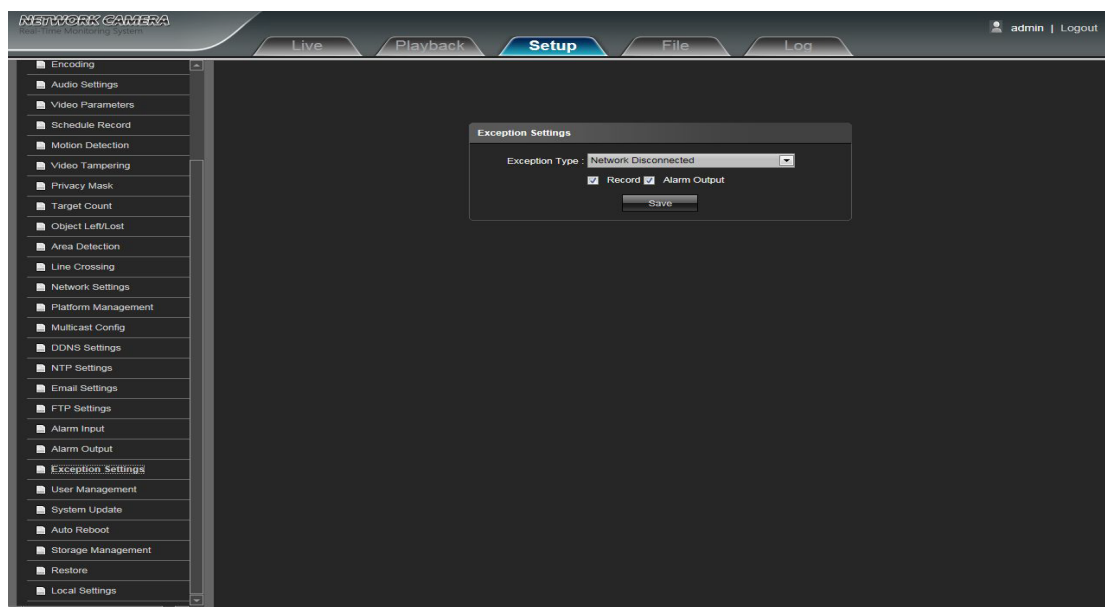 NETWORK CAMERA
Real-Time Monitoring System
admin | Logout
Live Playback Setup File Log
Encoding
Audio Settings
Video Parameters
Schedule Record
Motion Detection
Video Tampering
Privacy Mask
Target Count
Object Left/Lost
Area Detection
Line Crossing
Network Settings
Platform Management
Multicast Config
DDNS Settings
NTP Settings
Email Settings
FTP Settings
Alarm Input
Alarm Output
Exception Settings
User Management
System Update
Auto Reboot
Storage Management
Restore
Local Settings
Exception Settings
Exception Type : Network Disconnected
Record Alarm Output
Save